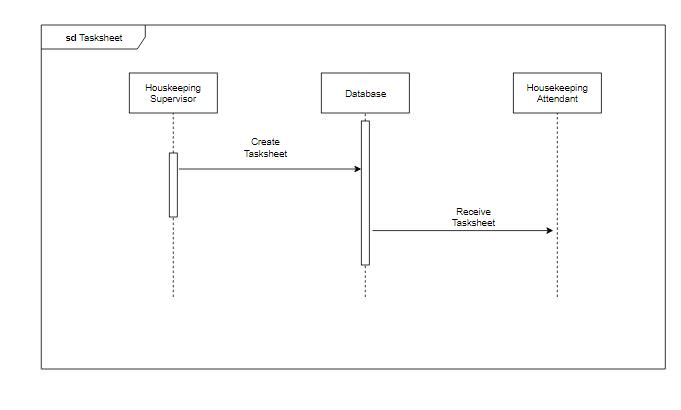 sd Tasksheet
Houskeeping
Supervisor
Database
Housekeeping
Attendant
Create
Tasksheet
Receive
Tasksheet